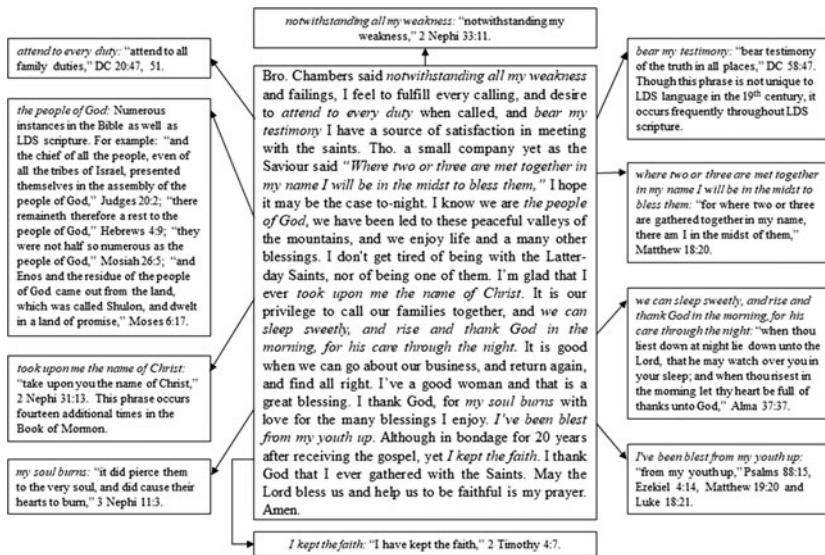 notwithstanding all my weakness: “notwithstanding my
weakness,” 2 Nephi 33:11.
attend to every duty: “attend to all
family duties,” DC 20:47, 51.
the people of God: Numerous
instances in the Bible as well as
LDS scripture. For example: “and
the chief of all the people, even of
all the tribes of Israel, presented
themselves in the assembly of the
people of God,” Judges 20:2; “there
remaineth therefore a rest to the
people of God,” Hebrews 4:9; “they
were not half so numerous as the
people of God,” Mosiah 26:5; “and
Enos and the residue of the people
of God came out from the land,
which was called Shulon, and dwelt
in a land of promise,” Moses 6:17.
took upon me the name of Christ:
“take upon you the name of Christ,”
2 Nephi 31:13. This phrase occurs
fourteen additional times in the
Book of Mormon.
my soul burns: “it did pierce them
to the very soul, and did cause their
hearts to burn,” 3 Nephi 11:3.
Bro. Chambers said notwithstanding all my weakness
and failings, I feel to fulfill every calling, and desire
to attend to every duty when called, and bear my
testimony I have a source of satisfaction in meeting
with the saints. Tho. a small company yet as the
Saviour said “Where two or three are met together in
my name I will be in the midst to bless them,” I hope
it may be the case to-night. I know we are the people
of God, we have been led to these peaceful valleys of
the mountains, and we enjoy life and a many other
blessings. I don't get tired of being with the Latter-
day Saints, nor of being one of them. I'm glad that I
ever took upon me the name of Christ. It is our
privilege to call our families together, and we can
sleep sweetly, and rise and thank God in the
morning, for his care through the night. It is good
when we can go about our business, and return again,
and find all right. I've a good woman and that is a
great blessing. I thank God, for my soul burns with
love for the many blessings I enjoy. I've been blest
from my youth up. Although in bondage for 20 years
after receiving the gospel, yet I kept the faith. I thank
God that I ever gathered with the Saints. May the
Lord bless us and help us to be faithful is my prayer.
Amen.
bear my testimony: “bear testimony
of the truth in all places,” DC 58:47.
Though this phrase is not unique to
LDS language in the 19th century, it
occurs frequently throughout LDS
scripture.
where two or three are met together
in my name I will be in the midst to
bless them: “for where two or three
are gathered together in my name,
there am I in the midst of them,”
Matthew 18:20.
we can sleep sweetly, and rise and
thank God in the morning, for his
care through the night: “when thou
liest down at night lie down unto the
Lord, that he may watch over you in
your sleep; and when thou risest in
the morning let thy heart be full of
thanks unto God,” Alma 37:37.
I've been blest from my youth up:
“from my youth up,” Psalms 88:15,
Ezekiel 4:14, Matthew 19:20 and
Luke 18:21.
I kept the faith: “I have kept the faith,” 2 Timothy 4:7.